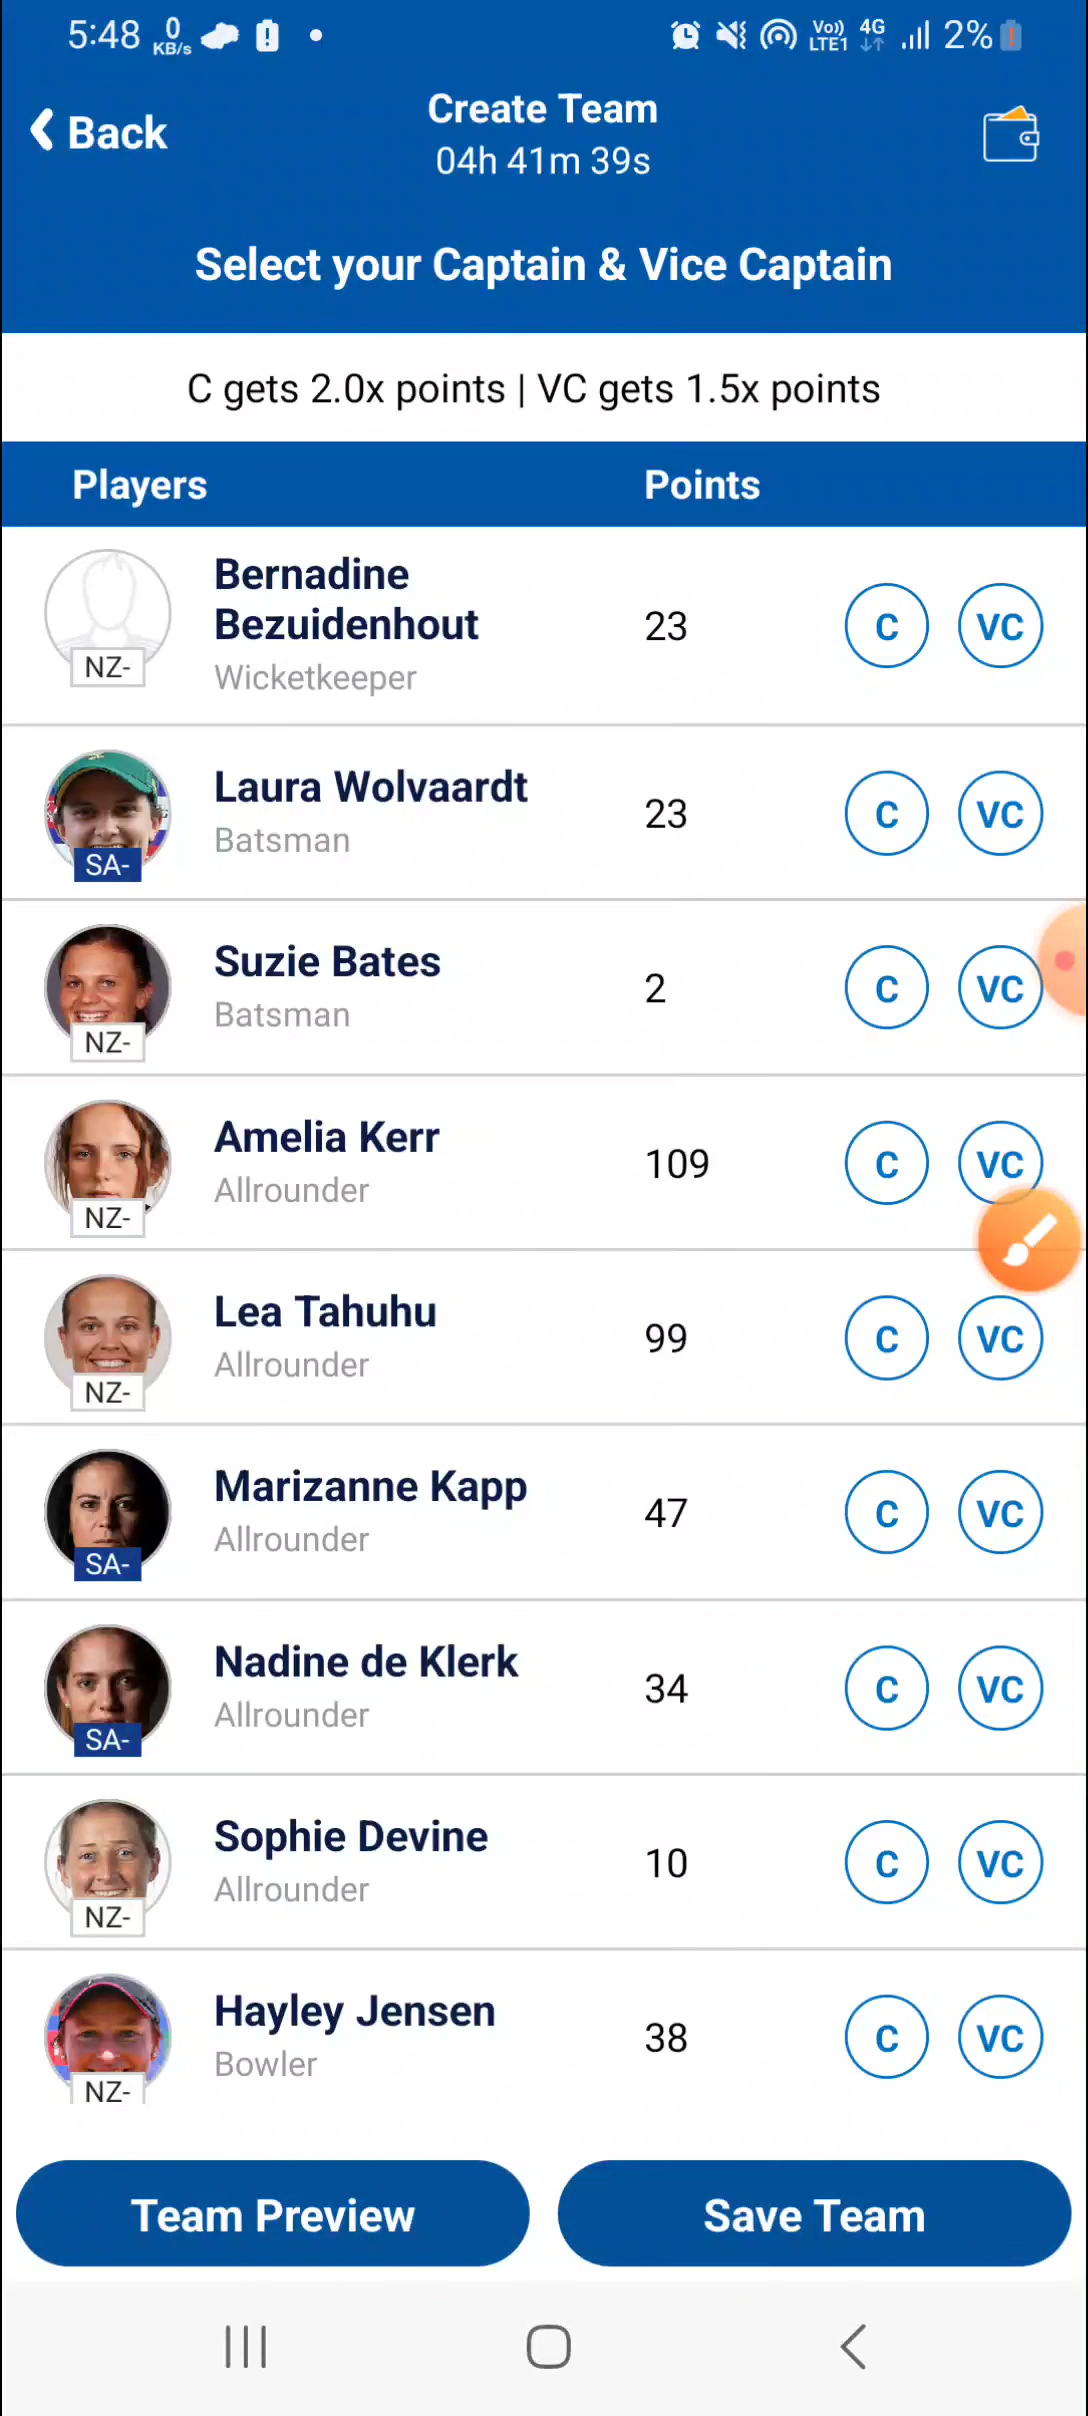 5:48 0 KB/s Vo)) LTE1 4G 2%
Back
Create Team
04h 41m 39s
Select your Captain & Vice Captain
C gets 2.0x points | VC gets 1.5x points
Players Points
Bernadine
Bezuidenhout
Wicketkeeper
NZ-
23 C VC
Laura Wolvaardt
Batsman
SA-
23 C VC
Suzie Bates
Batsman
NZ-
2 C VC
Amelia Kerr
Allrounder
NZ-
109 C VC
Lea Tahuhu
Allrounder
NZ-
99 C VC
Marizanne Kapp
Allrounder
SA-
47 C VC
Nadine de Klerk
Allrounder
SA-
34 C VC
Sophie Devine
Allrounder
NZ-
10 C VC
Hayley Jensen
Bowler
NZ-
38 C VC
Team Preview Save Team